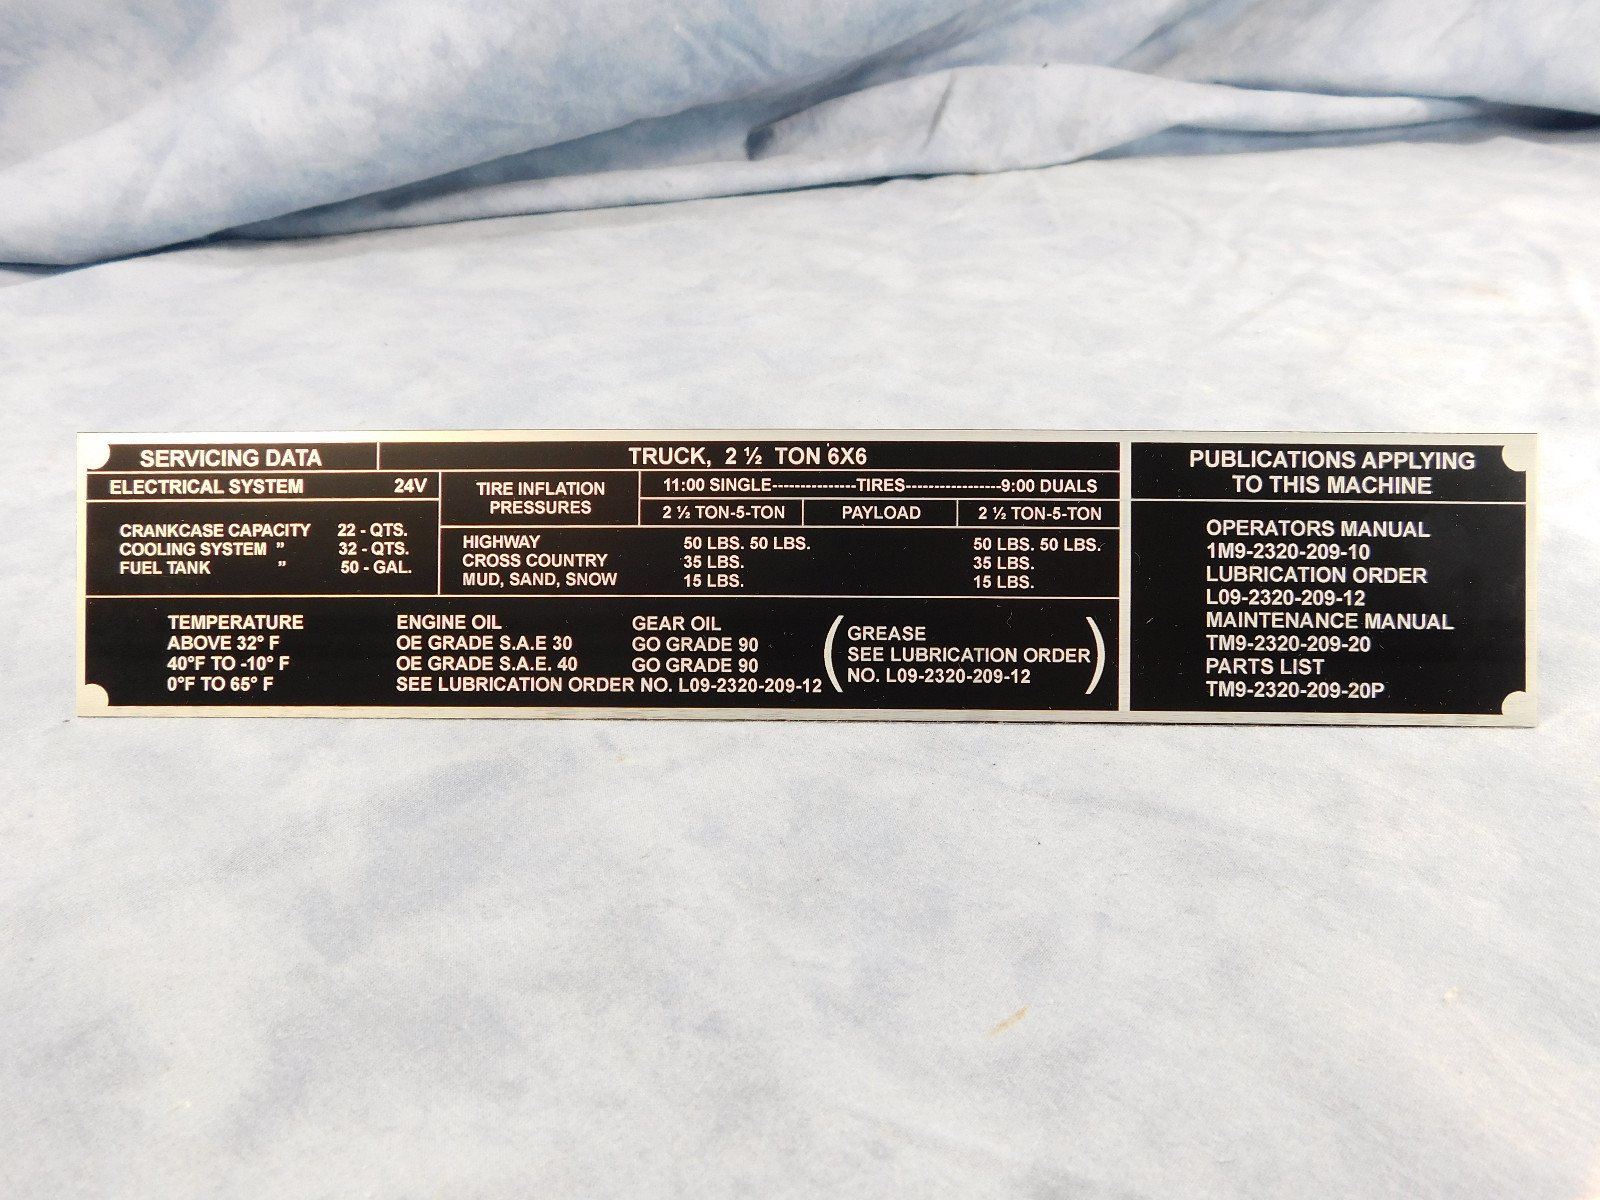 SERVICING DATA
TRUCK, 2 ½ TON 6X6
ELECTRICAL SYSTEM 24V
CRANKCASE CAPACITY 22 - QTS.
COOLING SYSTEM ” 32 - QTS.
FUEL TANK ” 50 - GAL.
TIRE INFLATION
PRESSURES
11:00 SINGLE---------------TIRES-----------------9:00 DUALS
2 ½ TON-5-TON PAYLOAD 2 ½ TON-5-TON
HIGHWAY 50 LBS. 50 LBS. 50 LBS. 50 LBS.
CROSS COUNTRY 35 LBS. 35 LBS.
MUD, SAND, SNOW 15 LBS. 15 LBS.
TEMPERATURE ENGINE OIL GEAR OIL
ABOVE 32° F OE GRADE S.A.E 30 GO GRADE 90
40°F TO -10° F OE GRADE S.A.E. 40 GO GRADE 90
0°F TO 65° F SEE LUBRICATION ORDER NO. L09-2320-209-12
(GREASE
SEE LUBRICATION ORDER
NO. L09-2320-209-12)
PUBLICATIONS APPLYING
TO THIS MACHINE
OPERATORS MANUAL
1M9-2320-209-10
LUBRICATION ORDER
L09-2320-209-12
MAINTENANCE MANUAL
TM9-2320-209-20
PARTS LIST
TM9-2320-209-20P